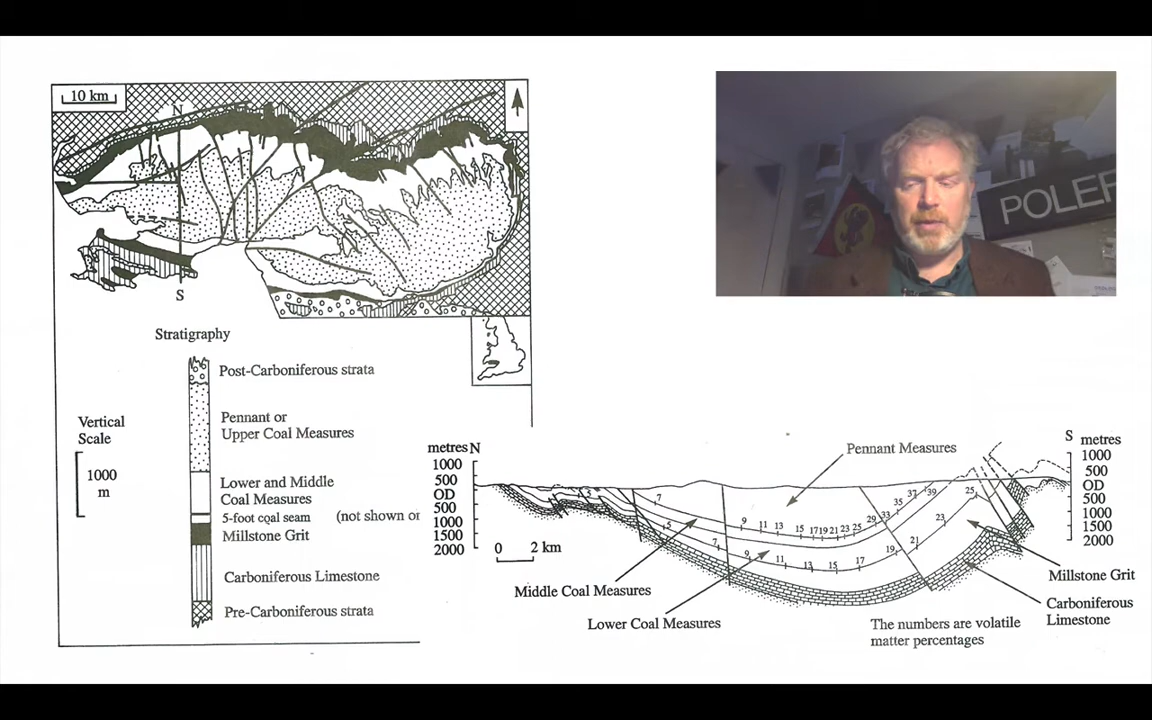 10 km
N
S
Stratigraphy
Post-Carboniferous strata
Pennant or
Upper Coal Measures
Lower and Middle
Coal Measures
5-foot coal seam (not shown or
Millstone Grit
Carboniferous Limestone
Pre-Carboniferous strata
Vertical
Scale
1000
m
POLER
metres N
1000
500
OD
500
1000
1500
2000
0 2 km
Pennant Measures
S metres
1000
500
OD
500
1000
1500
2000
7
9 11 13 15 17 19 21 23 25 29 33 35 37 39
5 7 9 11 13 15 17 19 21 23 25
Middle Coal Measures
Lower Coal Measures
Millstone Grit
Carboniferous
Limestone
The numbers are volatile
matter percentages